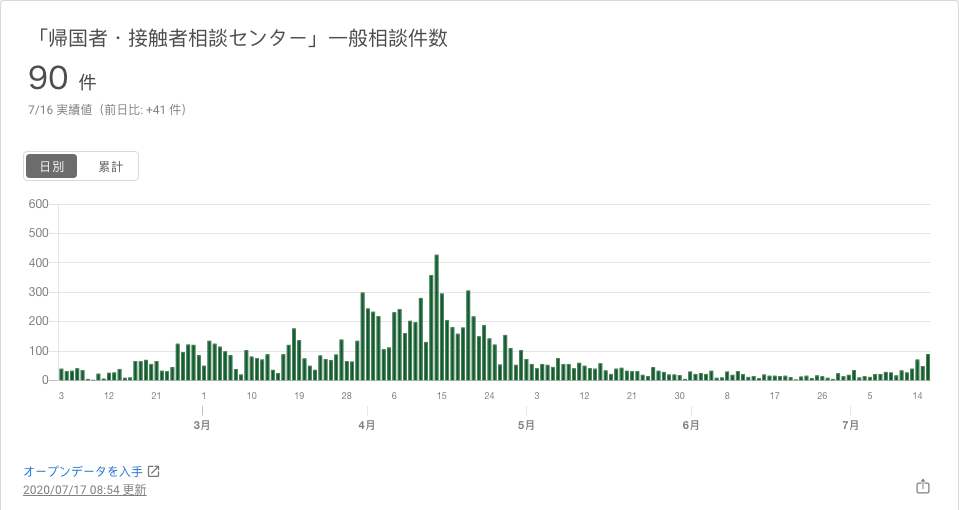 「帰国者・接触者相談センター」一般相談件数
90 件
7/16 実績値（前日比: +41 件）
日別 累計
600
500
400
300
200
100
0
3 12 21 1 10 19 28 6 15 24 3 12 21 30 8 17 26 5 14
3月 4月 5月 6月 7月
オープンデータを入手
2020/07/17 08:54 更新